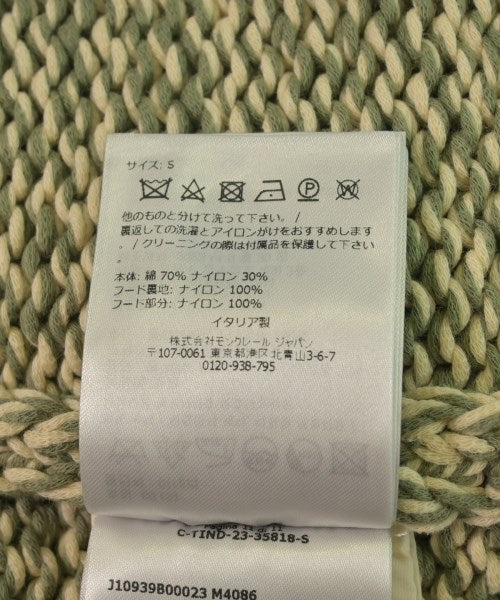 サイズ: S
他のものと分けて洗って下さい。/
裏返しての洗濯とアイロンがけをおすすめします
。/ クリーニングの際は付属品を保護して下さい
。
本体: 綿 70% ナイロン 30%
フード裏地: ナイロン 100%
フード部分: ナイロン 100%
イタリア製
株式会社モンクレール ジャパン
〒107-0061 東京都港区北青山3-6-7
0120-938-795
Pagina 11 di 11
C-TIND-23-35818-S
J10939B00023 M4086